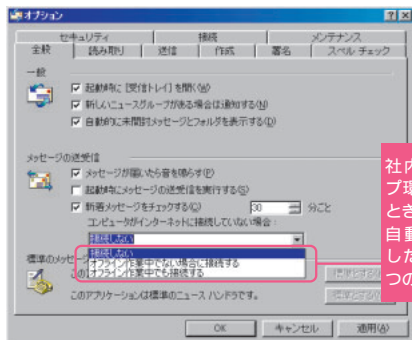 オプション
セキュリティ 接続 メンテナンス
全般 読み取り 送信 作成 署名 スペル チェック
一般
起動時に [受信トレイ] を開く(W)
新しいニュースグループがある場合は通知する(N)
自動的に未開封メッセージとフォルダを表示する(D)
メッセージの送受信
メッセージが届いたら音を鳴らす(P)
起動時にメッセージの送受信を実行する(S)
新着メッセージをチェックする(C) 30 分ごと
コンピュータがインターネットに接続していない場合:
接続しない
接続しない
オフライン作業中でない場合に接続する
オフライン作業中でも接続する
標準のメッセー
この
このアプリケーションは標準のニュース ハンドラです。
OK キャンセル 適用(A)
社内
プ環
とき
自動
した
つの